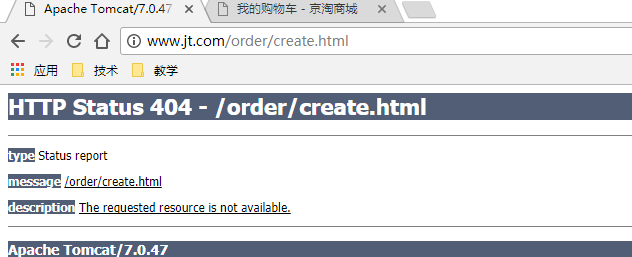 Apache Tomcat/7.0.47
我的购物车 - 京淘商城
www.jt.com/order/create.html
应用 技术 教学
HTTP Status 404 - /order/create.html
type Status report
message /order/create.html
description The requested resource is not available.
Apache Tomcat/7.0.47